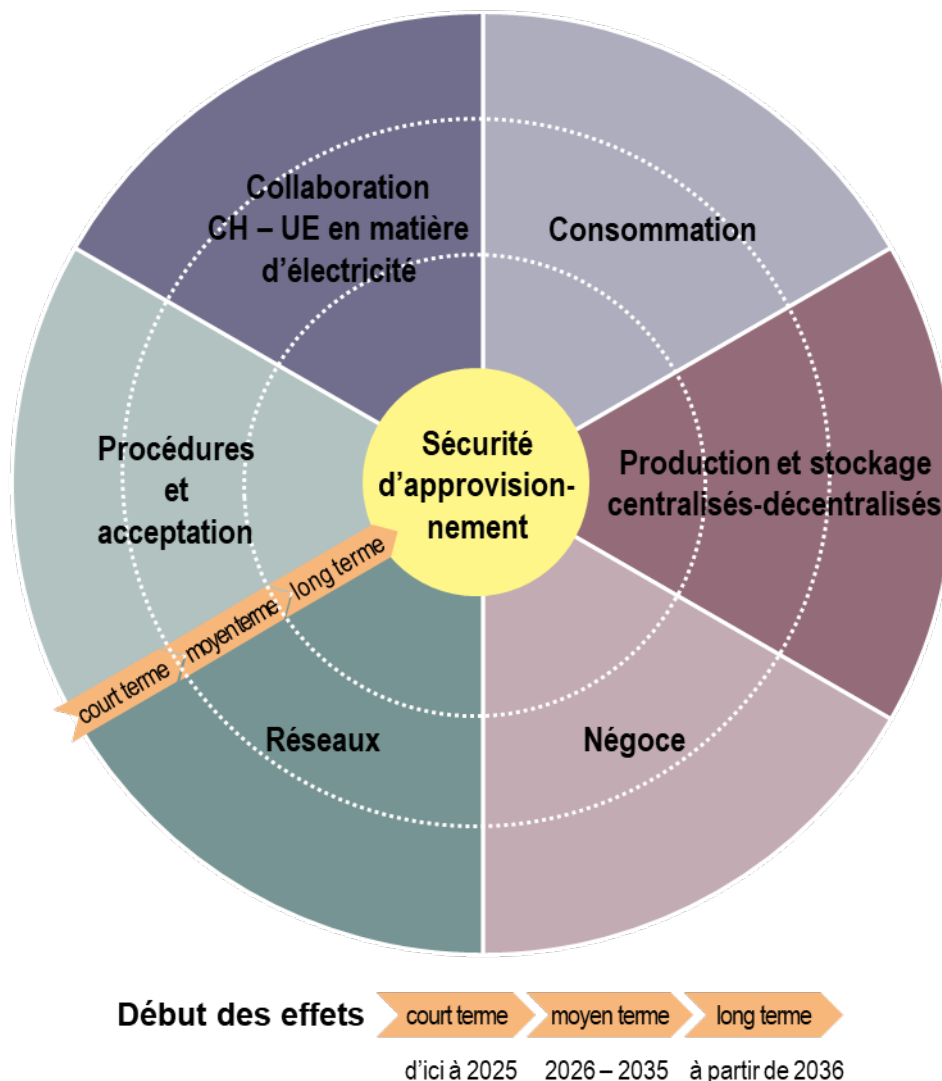 Collaboration
CH – UE en matière
d'électricité
Consommation
Procédures
et
acceptation
Sécurité
d'approvision-
nement
Production et stockage
centralisés-décentralisés
court terme
moyen terme
long terme
Réseaux
Négoce
Début des effets
court terme
moyen terme
long terme
d'ici à 2025
2026 – 2035
à partir de 2036